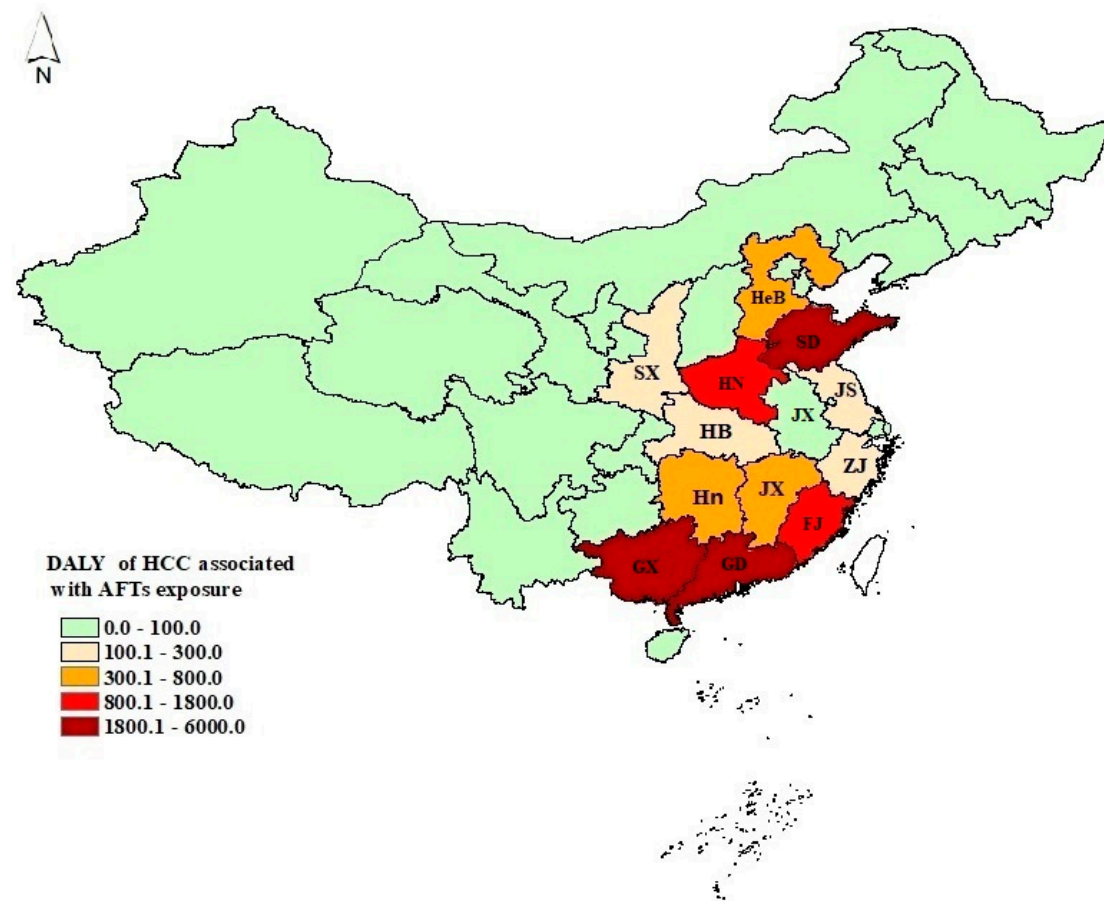 N
HeB
SD
SX
HN
JS
JX
HB
ZJ
Hn
JX
FJ
GX
GD
DALY of HCC associated
with AFTs exposure
0.0 - 100.0
100.1 - 300.0
300.1 - 800.0
800.1 - 1800.0
1800.1 - 6000.0